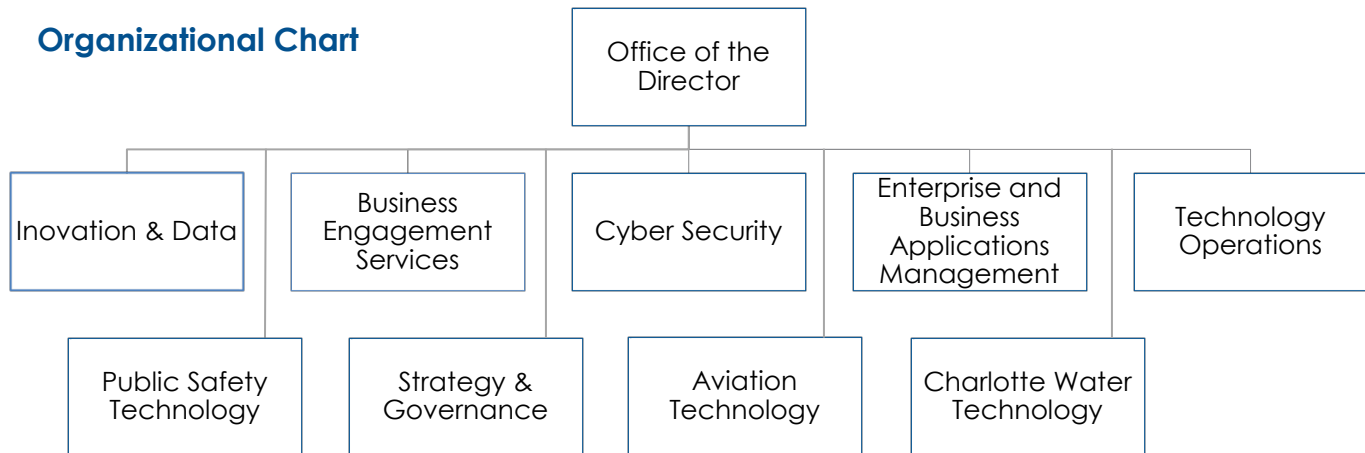 Organizational Chart
Office of the
Director
Inovation & Data
Business
Engagement
Services
Cyber Security
Enterprise and
Business
Applications
Management
Technology
Operations
Public Safety
Technology
Strategy &
Governance
Aviation
Technology
Charlotte Water
Technology